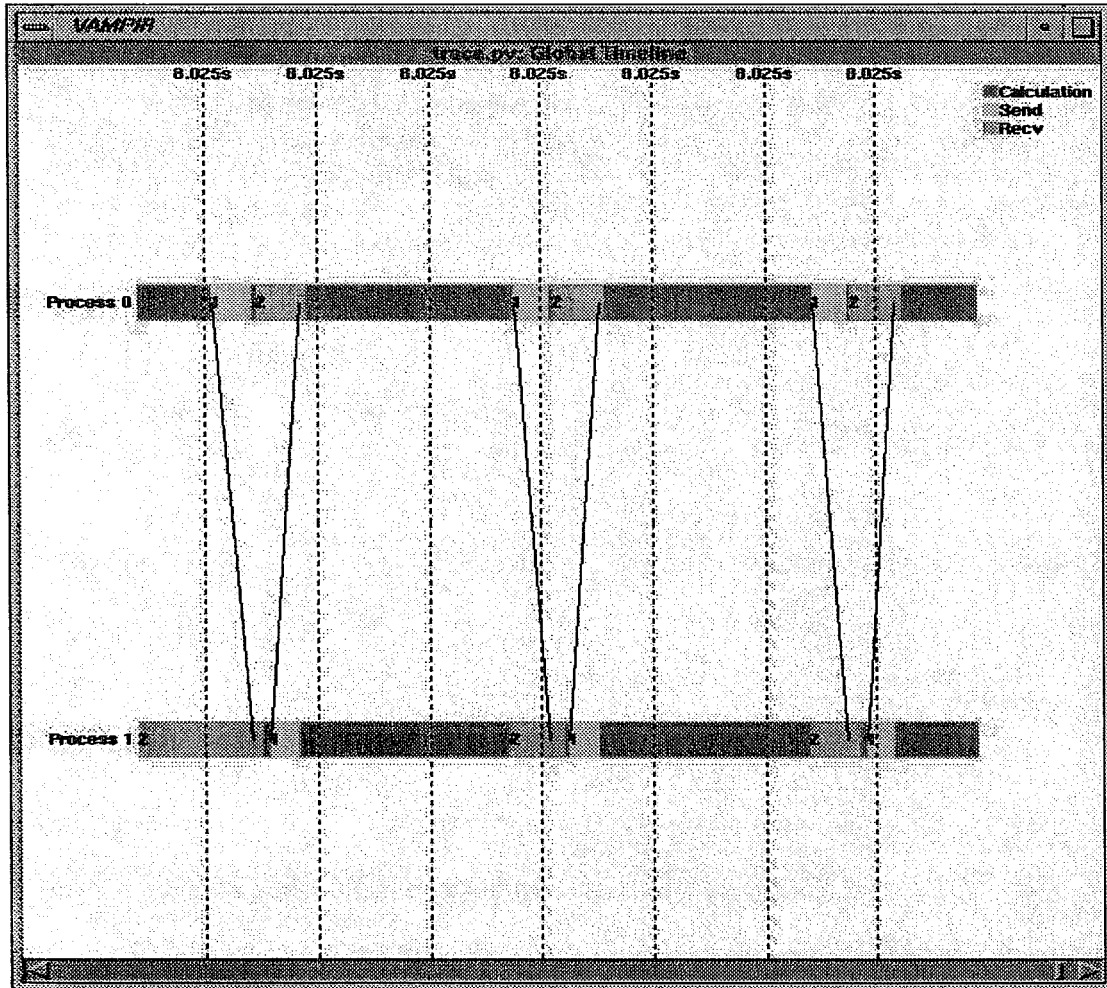 VAMPIR
trace.pv: Global Timeline
8.025s 8.025s 8.025s 8.025s 8.025s 8.025s 8.025s
Calculation
Send
Recv
Process 0 1 2 1 2 1 2
Process 1 2 1 2 1 2 1